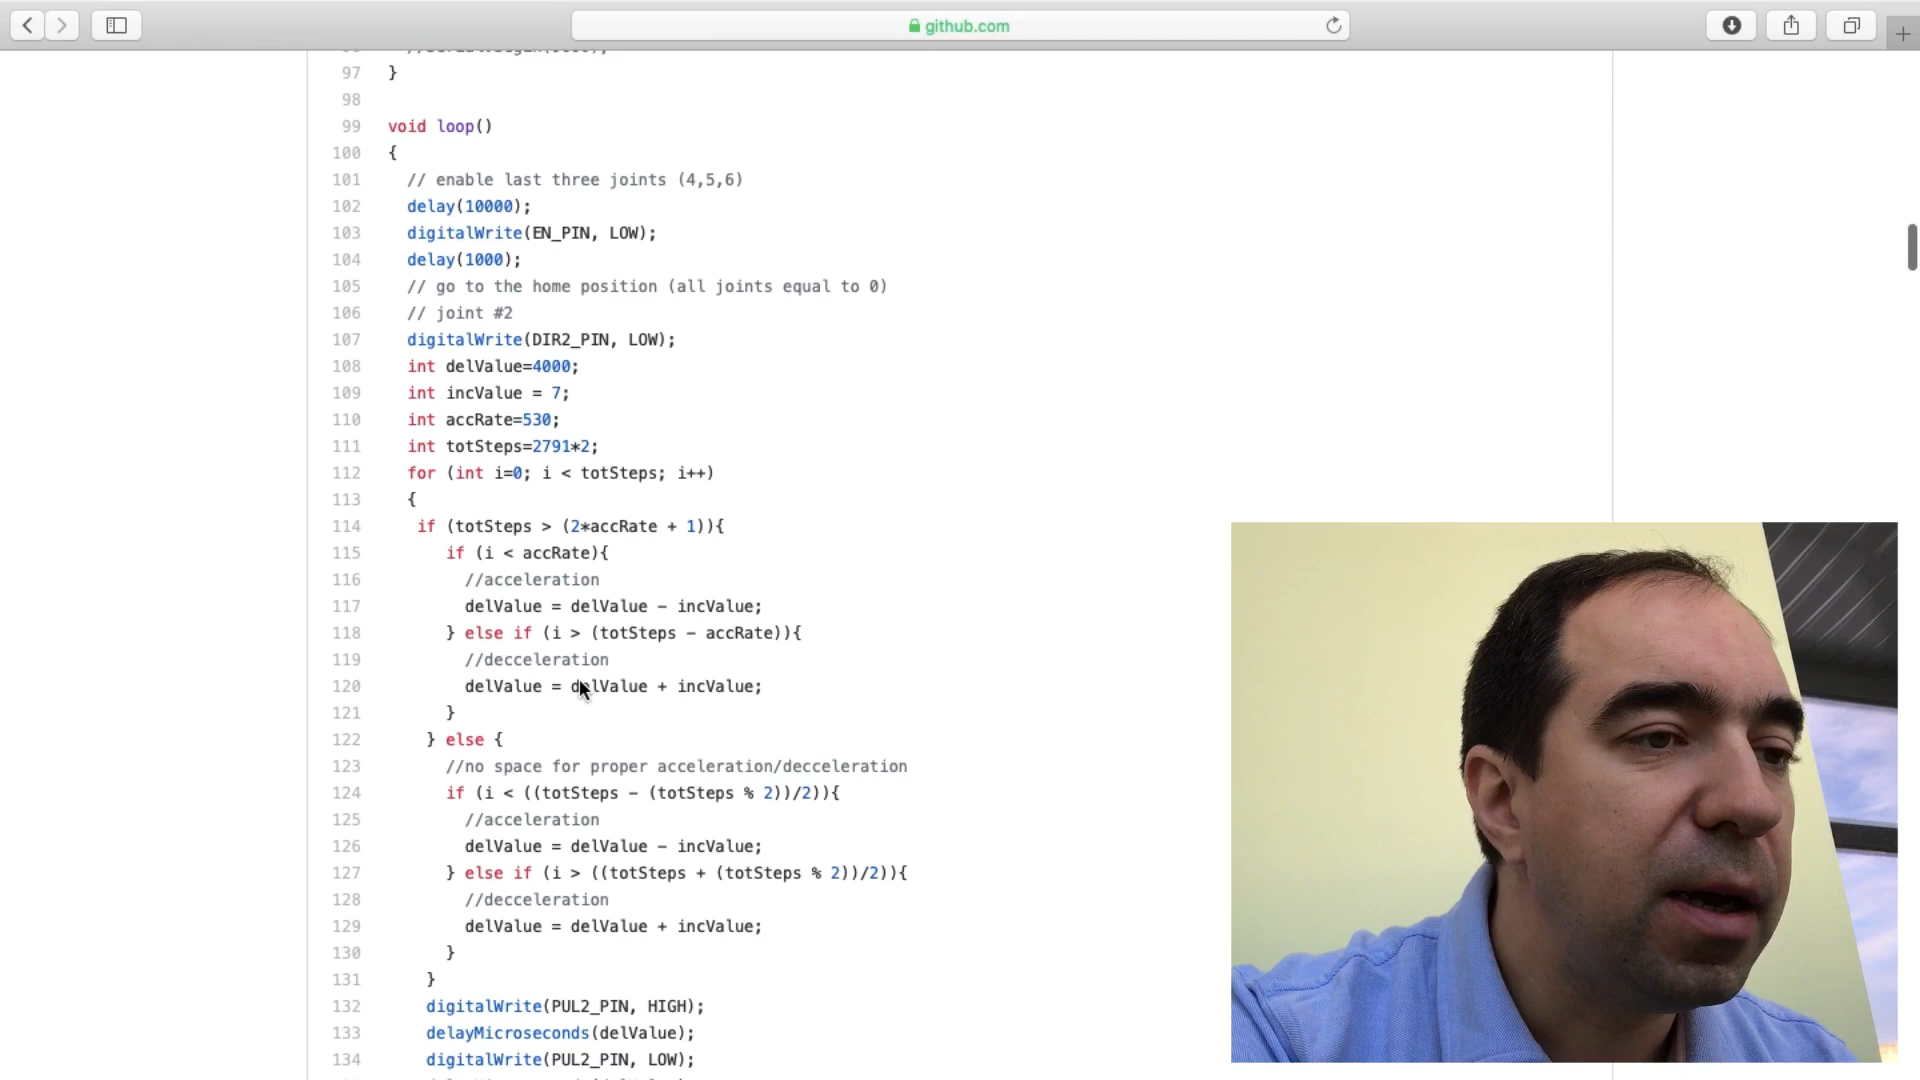 github.com
97 }
98
99 void loop()
100 {
101 // enable last three joints (4,5,6)
102 delay(10000);
103 digitalWrite(EN_PIN, LOW);
104 delay(1000);
105 // go to the home position (all joints equal to 0)
106 // joint #2
107 digitalWrite(DIR2_PIN, LOW);
108 int delValue=4000;
109 int incValue = 7;
110 int accRate=530;
111 int totSteps=2791*2;
112 for (int i=0; i < totSteps; i++)
113 {
114 if (totSteps > (2*accRate + 1)){
115 if (i < accRate){
116 //acceleration
117 delValue = delValue - incValue;
118 } else if (i > (totSteps - accRate)){
119 //decceleration
120 delValue = delValue + incValue;
121 }
122 } else {
123 //no space for proper acceleration/decceleration
124 if (i < ((totSteps - (totSteps % 2))/2)){
125 //acceleration
126 delValue = delValue - incValue;
127 } else if (i > ((totSteps + (totSteps % 2))/2)){
128 //decceleration
129 delValue = delValue + incValue;
130 }
131 }
132 digitalWrite(PUL2_PIN, HIGH);
133 delayMicroseconds(delValue);
134 digitalWrite(PUL2_PIN, LOW);